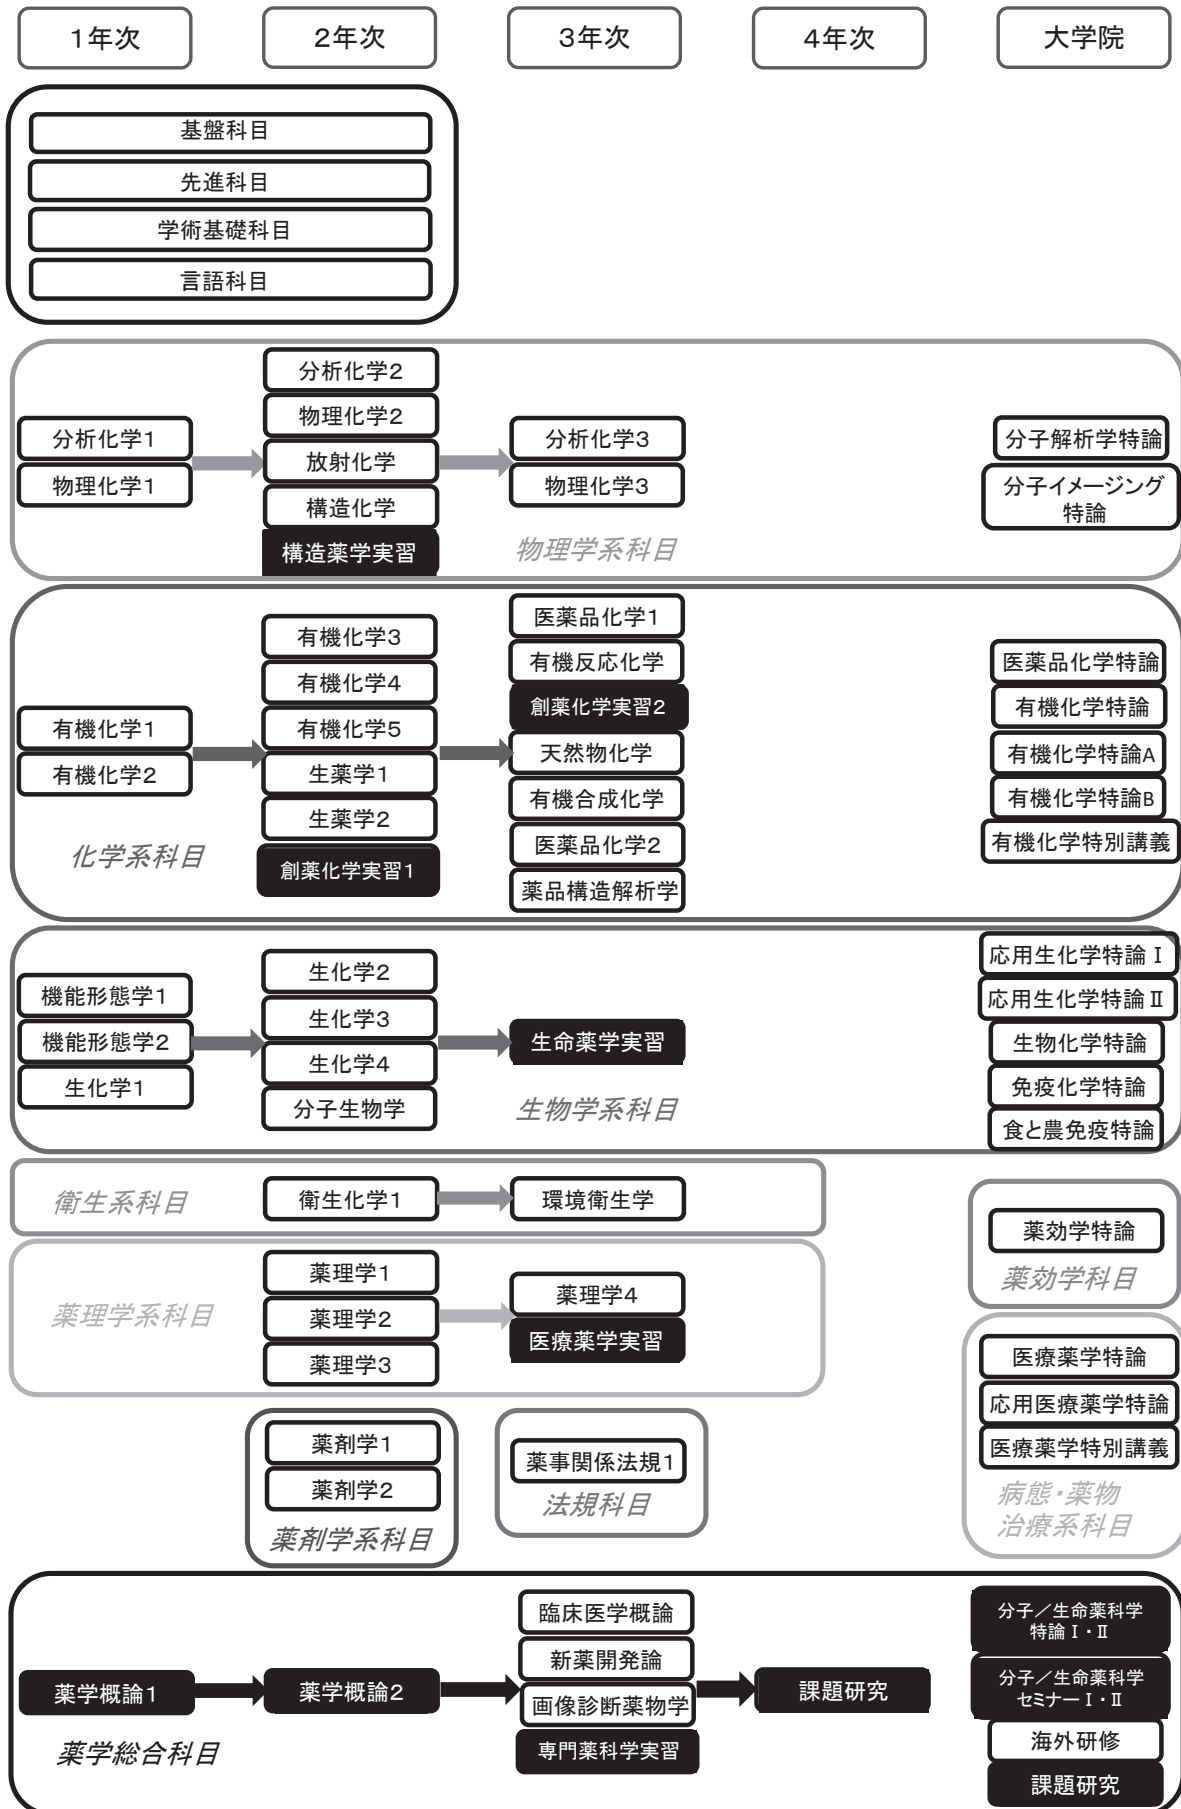 1年次
2年次
3年次
4年次
大学院
基盤科目
先進科目
学術基礎科目
言語科目
分析化学1
物理化学1
分析化学2
物理化学2
放射化学
構造化学
構造薬学実習
分析化学3
物理化学3
物理学系科目
分子解析学特論
分子イメージング
特論
有機化学1
有機化学2
化学系科目
有機化学3
有機化学4
有機化学5
生薬学1
生薬学2
創薬化学実習1
医薬品化学1
有機反応化学
創薬化学実習2
天然物化学
有機合成化学
医薬品化学2
薬品構造解析学
医薬品化学特論
有機化学特論
有機化学特論A
有機化学特論B
有機化学特別講義
機能形態学1
機能形態学2
生化学1
生化学2
生化学3
生化学4
分子生物学
生命薬学実習
生物学系科目
応用生化学特論Ⅰ
応用生化学特論Ⅱ
生物化学特論
免疫化学特論
食と農免疫特論
衛生系科目
衛生化学1
環境衛生学
薬理学系科目
薬理学1
薬理学2
薬理学3
薬理学4
医療薬学実習
薬効学特論
薬効学科目
医療薬学特論
応用医療薬学特論
医療薬学特別講義
病態・薬物
治療系科目
薬剤学1
薬剤学2
薬剤学系科目
薬事関係法規1
法規科目
薬学概論1
薬学総合科目
薬学概論2
臨床医学概論
新薬開発論
画像診断薬物学
専門薬科学実習
課題研究
分子／生命薬科学
特論Ⅰ・Ⅱ
分子／生命薬科学
セミナーⅠ・Ⅱ
海外研修
課題研究